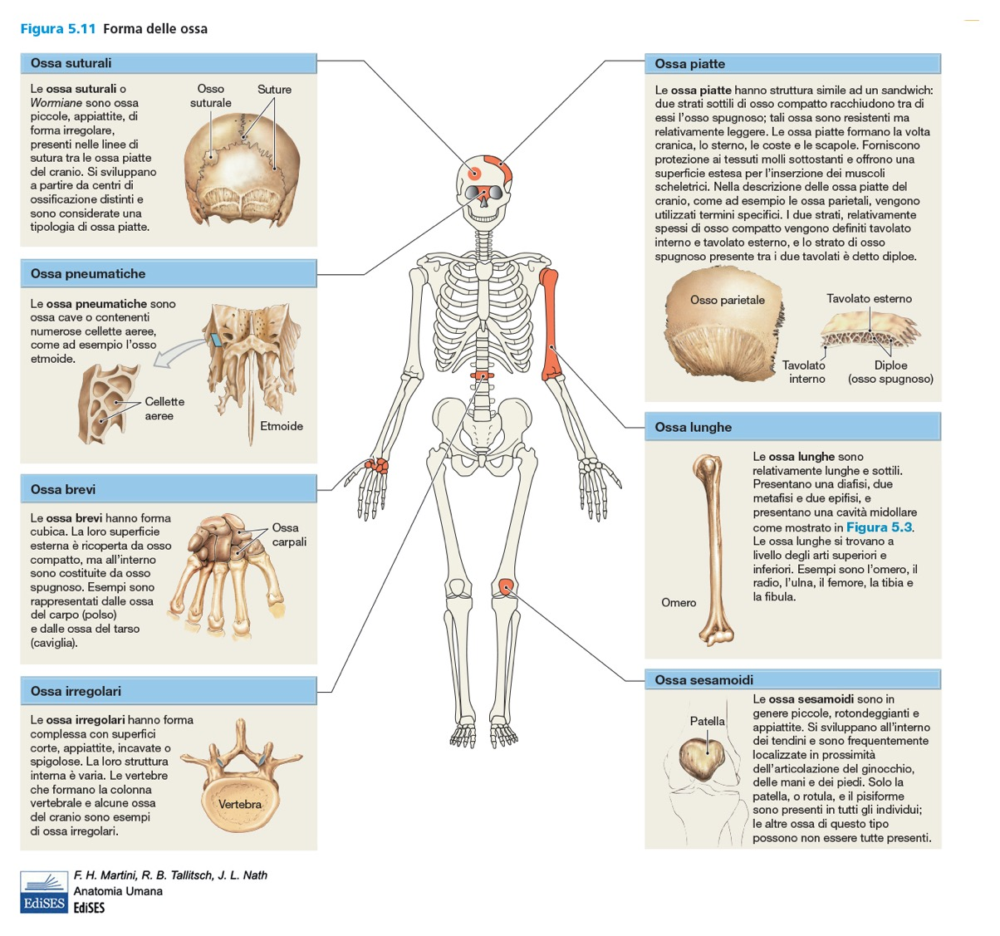 Figura 5.11 Forma delle ossa
Ossa suturali
Le ossa suturali o
Wormiane sono ossa
piccole, appiattite, di
forma irregolare,
presenti nelle linee di
sutura tra le ossa piatte
del cranio. Si sviluppano
a partire da centri di
ossificazione distinti e
sono considerate una
tipologia di ossa piatte.
Osso
suturale
Suture
Ossa pneumatiche
Le ossa pneumatiche sono
ossa cave o contenenti
numerose cellette aeree,
come ad esempio l'osso
etmoide.
Cellette
aeree
Etmoide
Ossa brevi
Le ossa brevi hanno forma
cubica. La loro superficie
esterna è ricoperta da osso
compatto, ma all'interno
sono costituite da osso
spugnoso. Esempi sono
rappresentati dalle ossa
del carpo (polso)
e dalle ossa del tarso
(caviglia).
Ossa
carpali
Ossa irregolari
Le ossa irregolari hanno forma
complessa con superfici
corte, appiattite, incavate o
spigolose. La loro struttura
interna è varia. Le vertebre
che formano la colonna
vertebrale e alcune ossa
del cranio sono esempi
di ossa irregolari.
Vertebra
Ossa piatte
Le ossa piatte hanno struttura simile ad un sandwich:
due strati sottili di osso compatto racchiudono tra di
essi l'osso spugnoso; tali ossa sono resistenti ma
relativamente leggere. Le ossa piatte formano la volta
cranica, lo sterno, le coste e le scapole. Forniscono
protezione ai tessuti molli sottostanti e offrono una
superficie estesa per l'inserzione dei muscoli
scheletrici. Nella descrizione delle ossa piatte del
cranio, come ad esempio le ossa parietali, vengono
utilizzati termini specifici. I due strati, relativamente
spessi di osso compatto vengono definiti tavolato
interno e tavolato esterno, e lo strato di osso
spugnoso presente tra i due tavolati è detto diploe.
Osso parietale
Tavolato esterno
Tavolato
interno
Diploe
(osso spugnoso)
Ossa lunghe
Le ossa lunghe sono
relativamente lunghe e sottili.
Presentano una diafisi, due
metafisi e due epifisi, e
presentano una cavità midollare
come mostrato in Figura 5.3.
Le ossa lunghe si trovano a
livello degli arti superiori e
inferiori. Esempi sono l'omero, il
radio, l'ulna, il femore, la tibia e
la fibula.
Omero
Ossa sesamoidi
Le ossa sesamoidi sono in
genere piccole, rotondeggianti e
appiattite. Si sviluppano all'interno
dei tendini e sono frequentemente
localizzate in prossimità
dell'articolazione del ginocchio,
delle mani e dei piedi. Solo la
patella, o rotula, e il pisiforme
sono presenti in tutti gli individui;
le altre ossa di questo tipo
possono non essere tutte presenti.
Patella
F. H. Martini, R. B. Tallitsch, J. L. Nath
Anatomia Umana
EdiSES
EdiSES